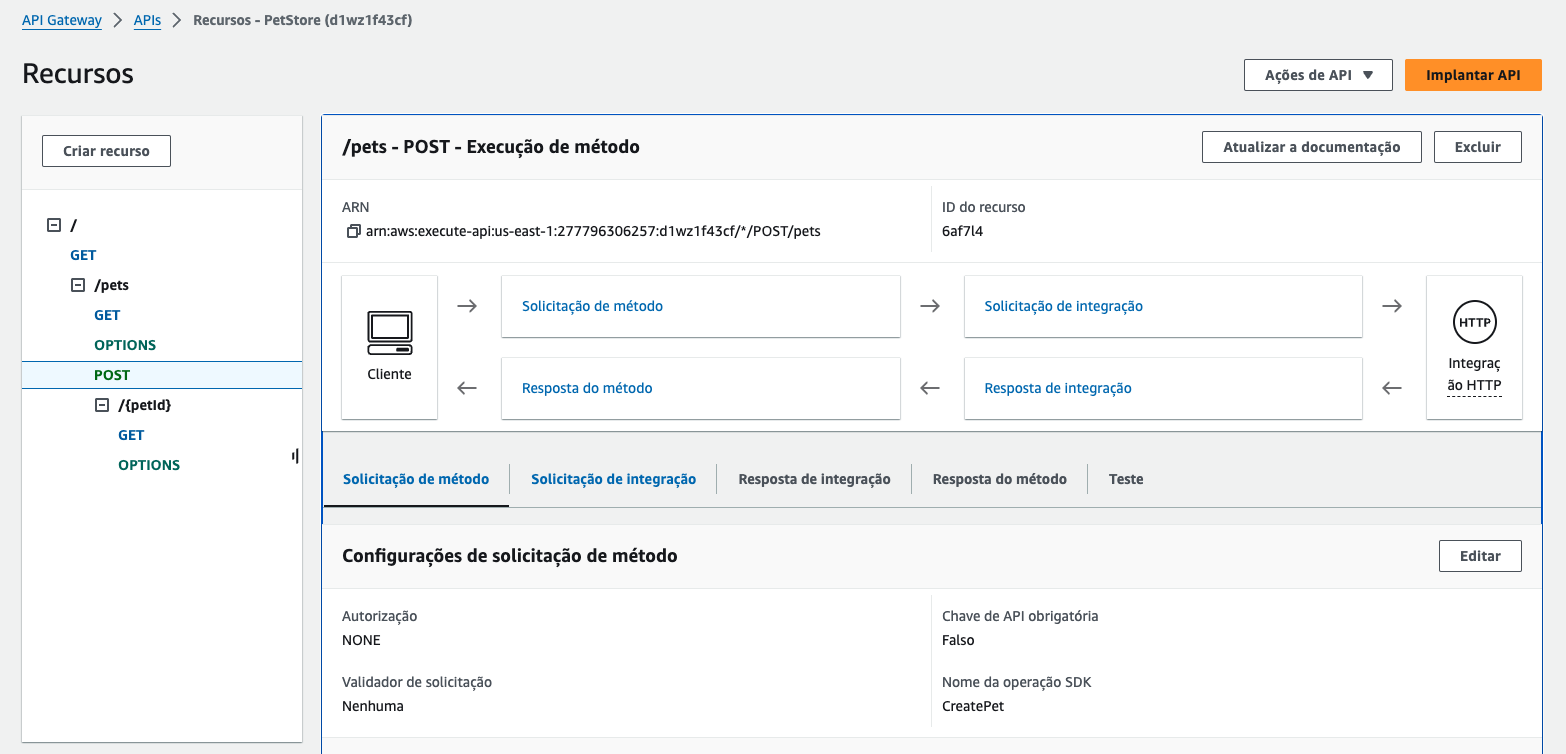 API Gateway > APIs > Recursos - PetStore (d1wz1f43cf)
Recursos
Ações de API ▼
Implantar API
Criar recurso
/
GET
/pets
GET
OPTIONS
POST
/{petId}
GET
OPTIONS
/pets - POST - Execução de método
Atualizar a documentação
Excluir
ARN
arn:aws:execute-api:us-east-1:277796306257:d1wz1f43cf/*/POST/pets
ID do recurso
6af7l4
Cliente
Solicitação de método
Solicitação de integração
HTTP
Integraç
ão HTTP
Resposta do método
Resposta de integração
Solicitação de método
Solicitação de integração
Resposta de integração
Resposta do método
Teste
Configurações de solicitação de método
Editar
Autorização
NONE
Chave de API obrigatória
Falso
Validador de solicitação
Nenhuma
Nome da operação SDK
CreatePet